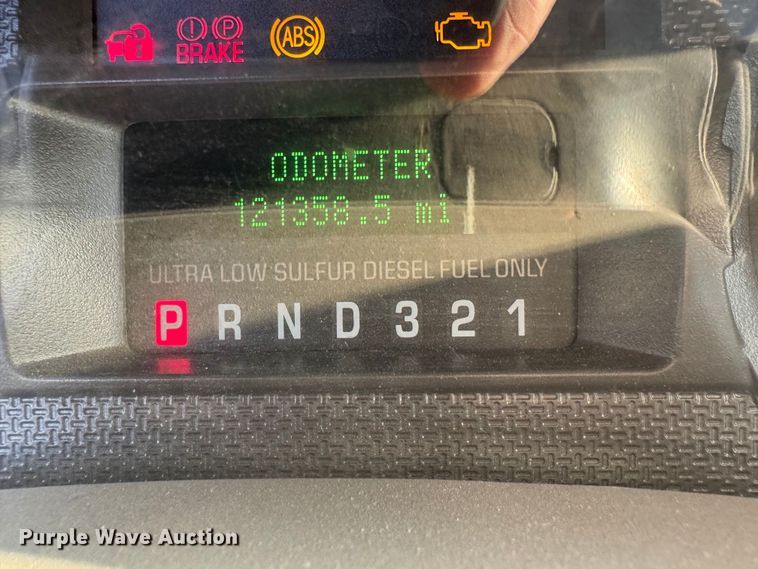 (!) (P) ABS
BRAKE
ODOMETER
121358.5 mi
ULTRA LOW SULFUR DIESEL FUEL ONLY
P R N D 3 2 1
Purple Wave Auction